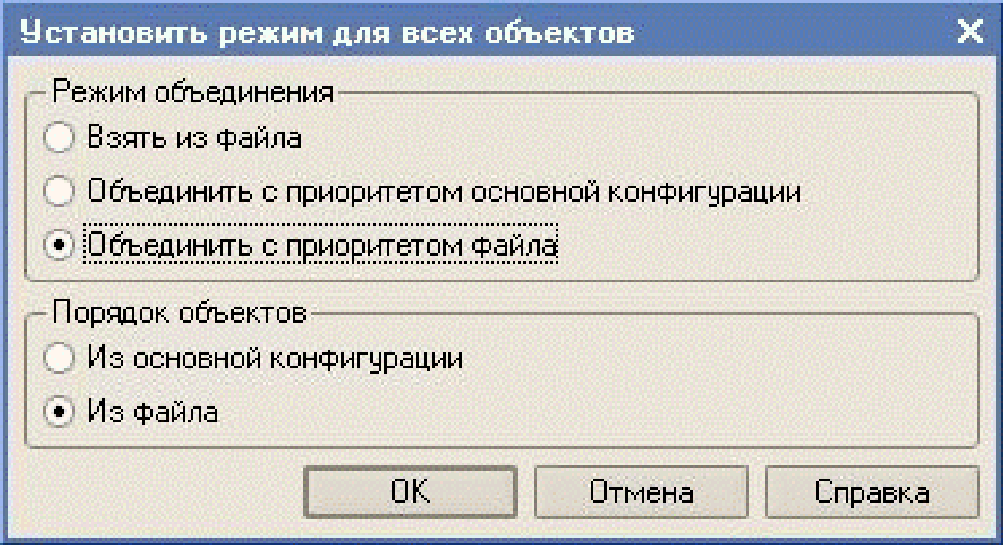 Установить режим для всех объектов
Режим объединения
Взять из файла
Объединить с приоритетом основной конфигурации
Объединить с приоритетом файла
Порядок объектов
Из основной конфигурации
Из файла
OK
Отмена
Справка